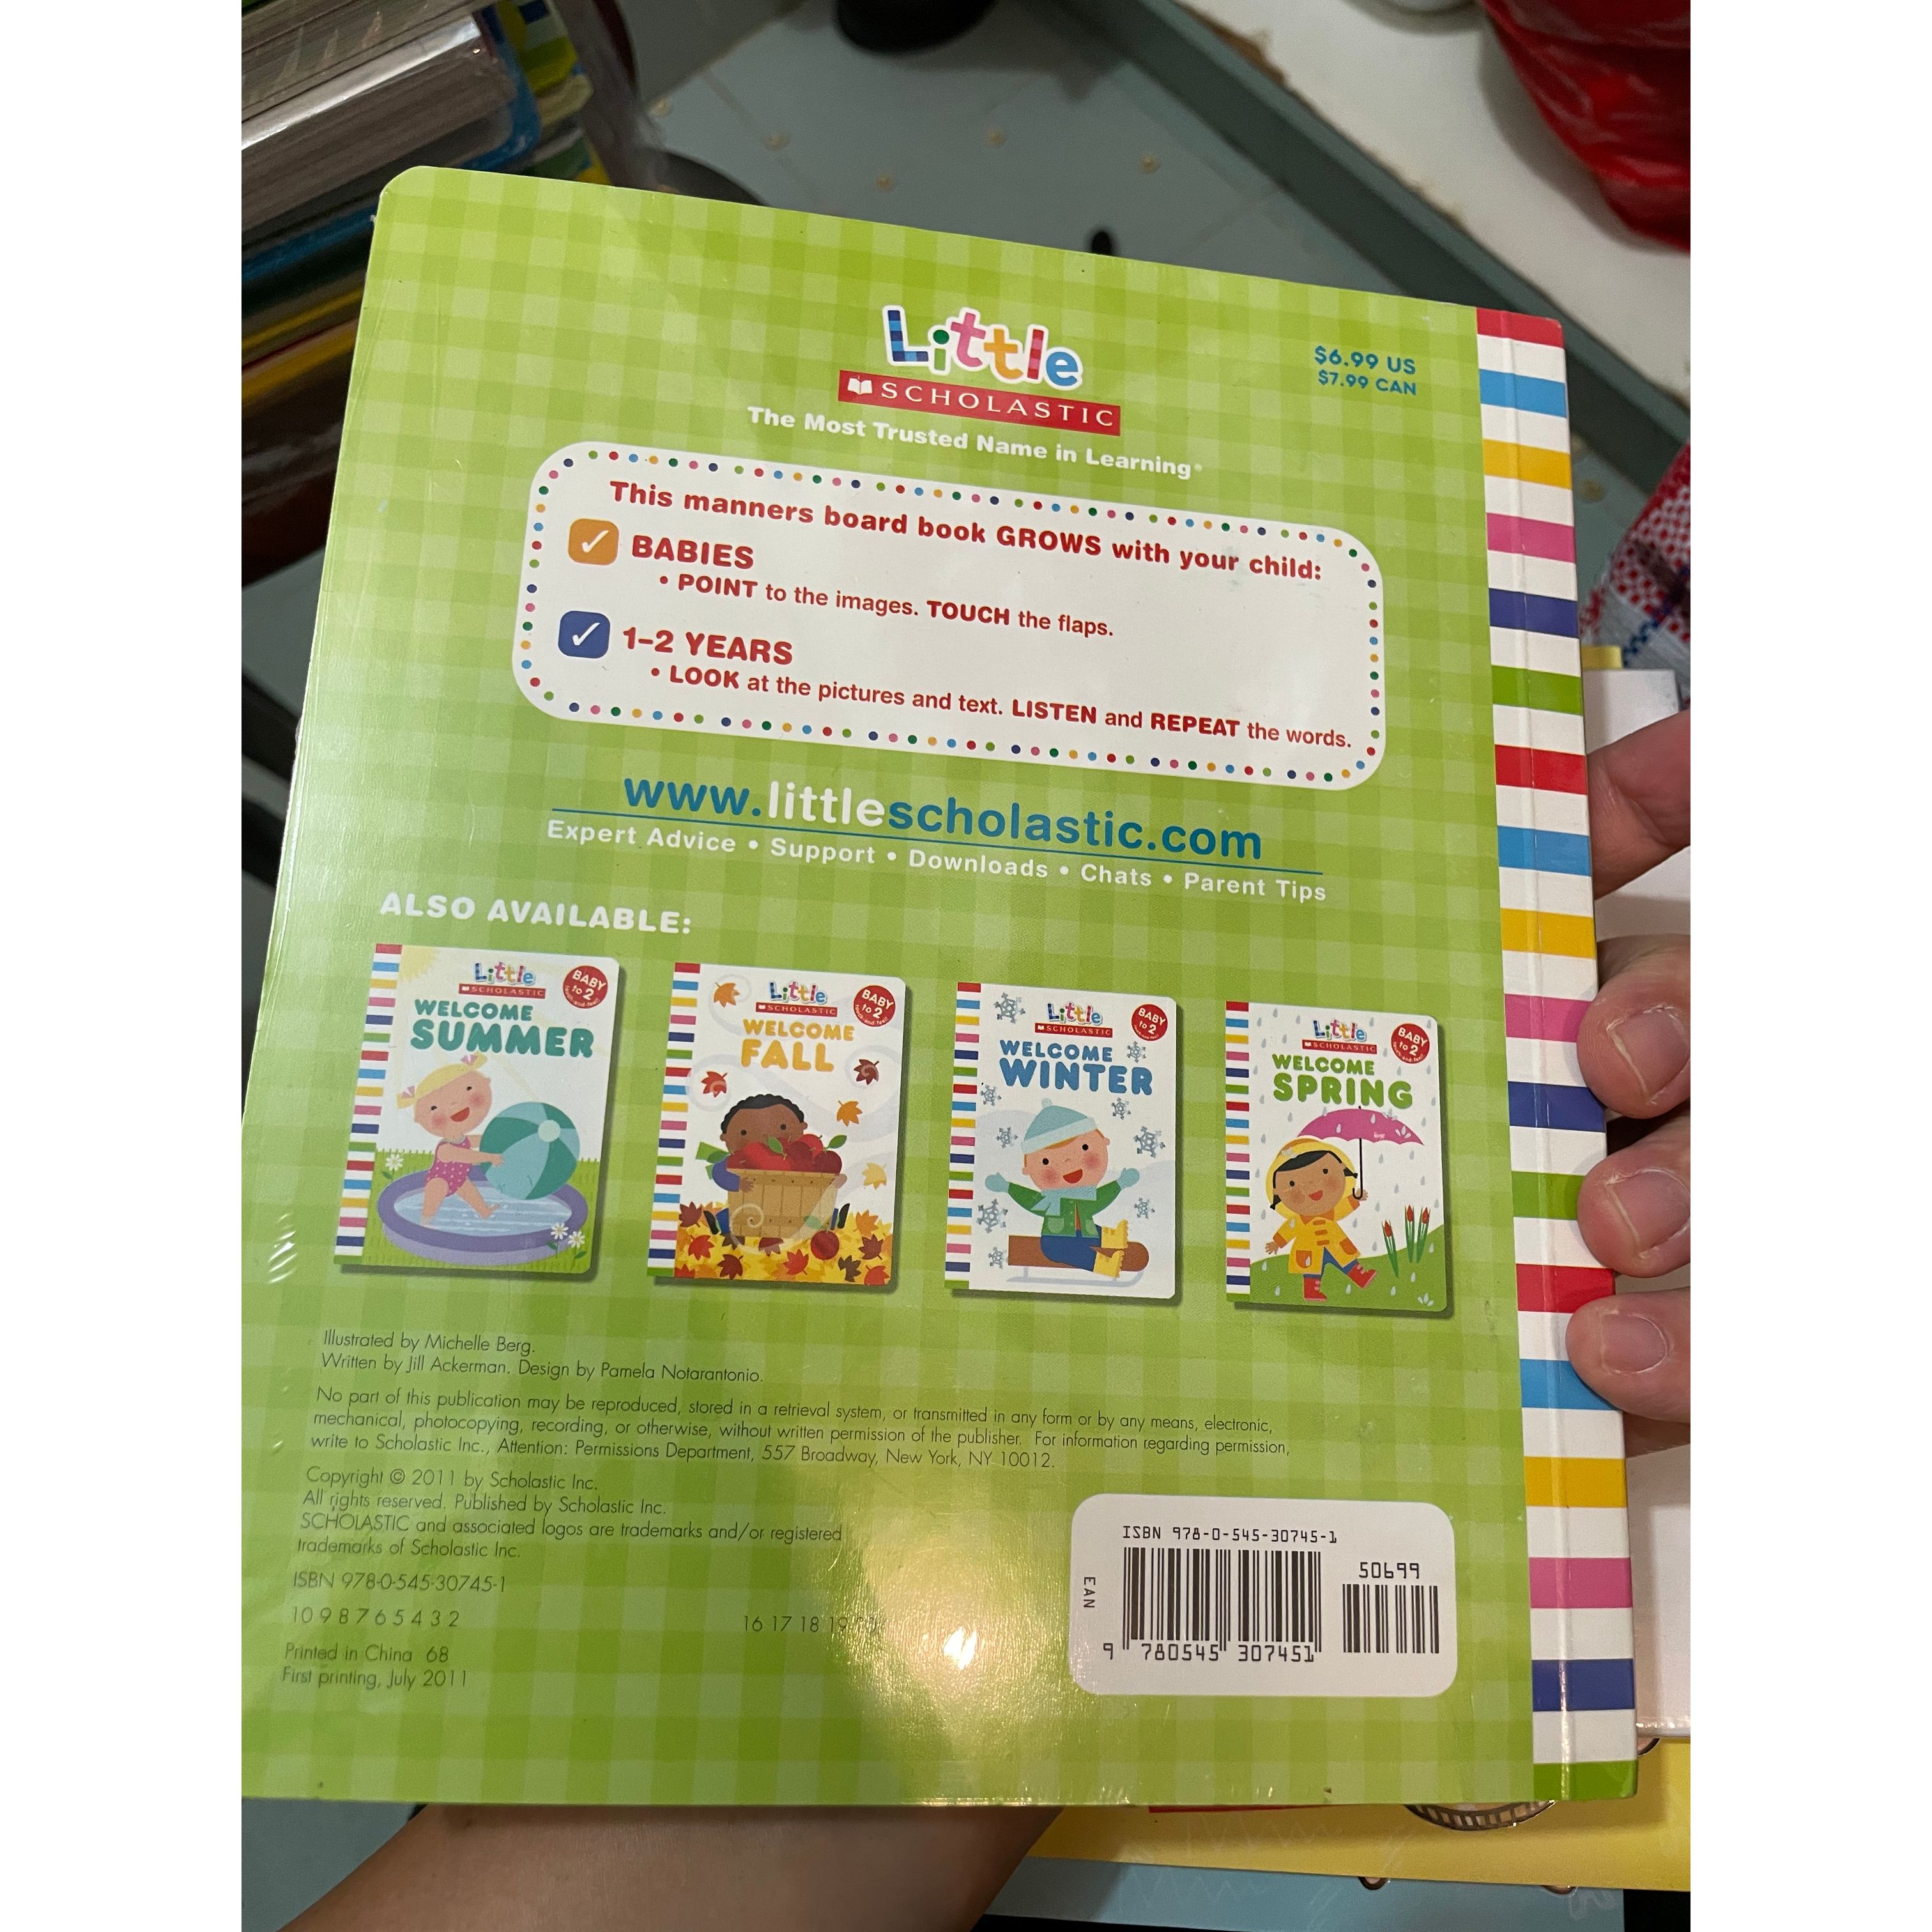 Little
SCHOLASTIC
The Most Trusted Name in Learning®
$6.99 US
$7.99 CAN
This manners board book GROWS with your child:
✓ BABIES
• POINT to the images. TOUCH the flaps.
✓ 1–2 YEARS
• LOOK at the pictures and text. LISTEN and REPEAT the words.
www.littlescholastic.com
Expert Advice • Support • Downloads • Chats • Parent Tips
ALSO AVAILABLE:
Little
SCHOLASTIC
BABY
to 2
WELCOME
SUMMER
Little
SCHOLASTIC
BABY
to 2
WELCOME
FALL
Little
SCHOLASTIC
BABY
to 2
WELCOME
WINTER
Little
SCHOLASTIC
BABY
to 2
WELCOME
SPRING
Illustrated by Michelle Berg.
Written by Jill Ackerman. Design by Pamela Notarantonio.
No part of this publication may be reproduced, stored in a retrieval system, or transmitted in any form or by any means, electronic,
mechanical, photocopying, recording, or otherwise, without written permission of the publisher. For information regarding permission,
write to Scholastic Inc., Attention: Permissions Department, 557 Broadway, New York, NY 10012.
Copyright © 2011 by Scholastic Inc.
All rights reserved. Published by Scholastic Inc.
SCHOLASTIC and associated logos are trademarks and/or registered
trademarks of Scholastic Inc.
ISBN 978-0-545-30745-1
10 9 8 7 6 5 4 3 2 16 17 18 19
Printed in China 68
First printing, July 2011
ISBN 978-0-545-30745-1
50699
EAN
9 780545 307451